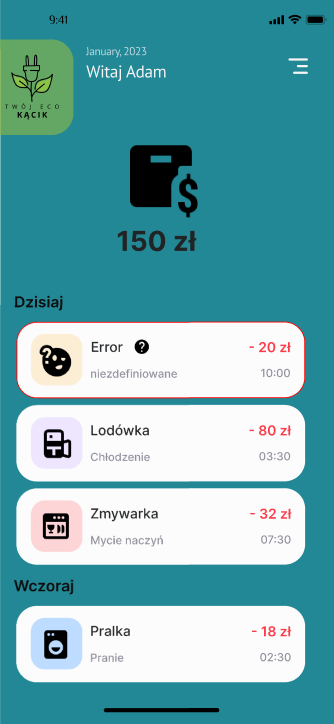 9:41
January, 2023
Witaj Adam
TWÓJ ECO
KĄCIK
$
150 zł
Dzisiaj
Error ?
- 20 zł
niezdefiniowane
10:00
Lodówka
- 80 zł
Chłodzenie
03:30
Zmywarka
- 32 zł
Mycie naczyń
07:30
Wczoraj
Pralka
- 18 zł
Pranie
02:30